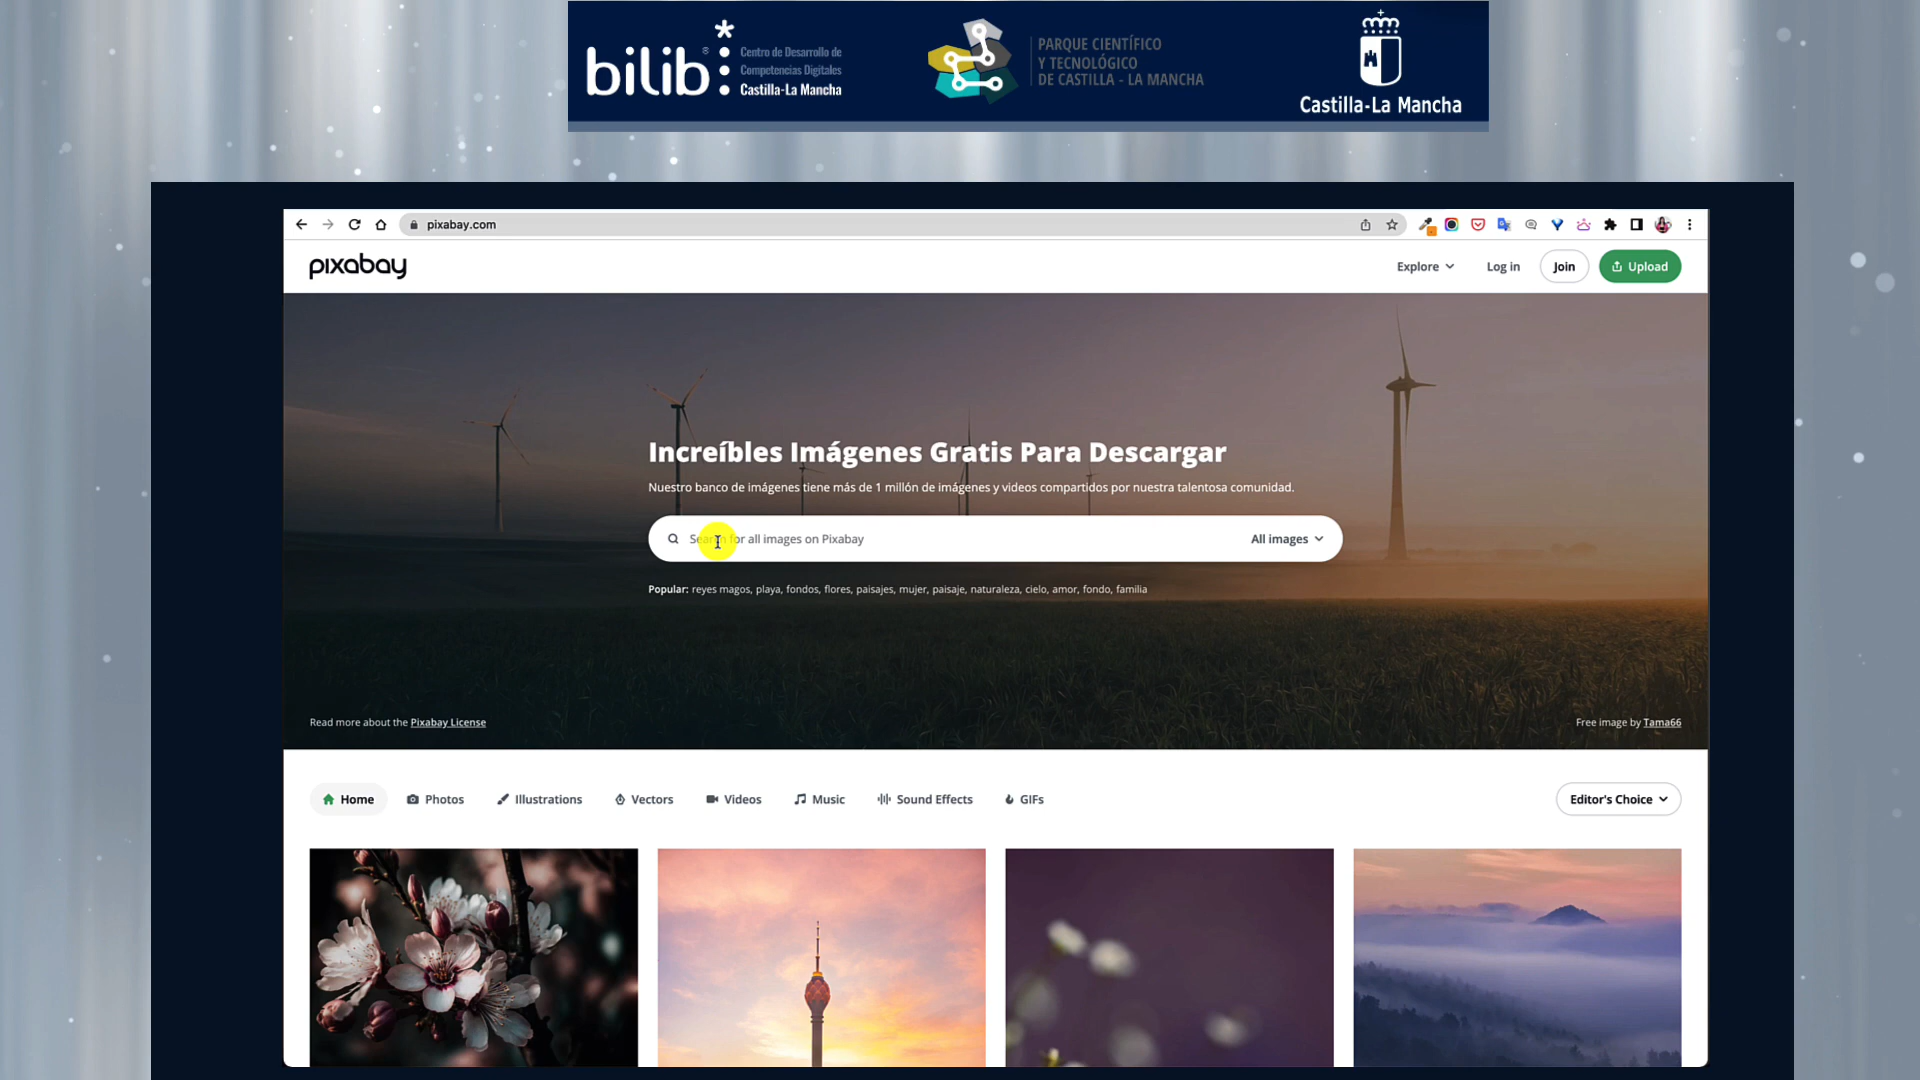 bilib
®
Centro de Desarrollo de
Competencias Digitales
Castilla-La Mancha
PARQUE CIENTÍFICO
Y TECNOLÓGICO
DE CASTILLA - LA MANCHA
Castilla-La Mancha
pixabay.com
pixabay
Explore
Log in
Join
Upload
Increíbles Imágenes Gratis Para Descargar
Nuestro banco de imágenes tiene más de 1 millón de imágenes y videos compartidos por nuestra talentosa comunidad.
Search for all images on Pixabay
All images
Popular: reyes magos, playa, fondos, flores, paisajes, mujer, paisaje, naturaleza, cielo, amor, fondo, familia
Read more about the Pixabay License
Free image by Tama66
Home
Photos
Illustrations
Vectors
Videos
Music
Sound Effects
GIFs
Editor's Choice